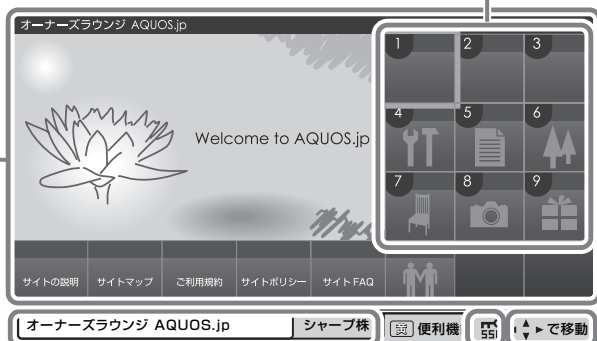 オーナーズラウンジ AQUOS.jp
1 2 3
Welcome to AQUOS.jp
4 5 6
7 8 9
サイトの説明 サイトマップ ご利用規約 サイトポリシー サイトFAQ
オーナーズラウンジ AQUOS.jp シャープ株 便利機 で移動